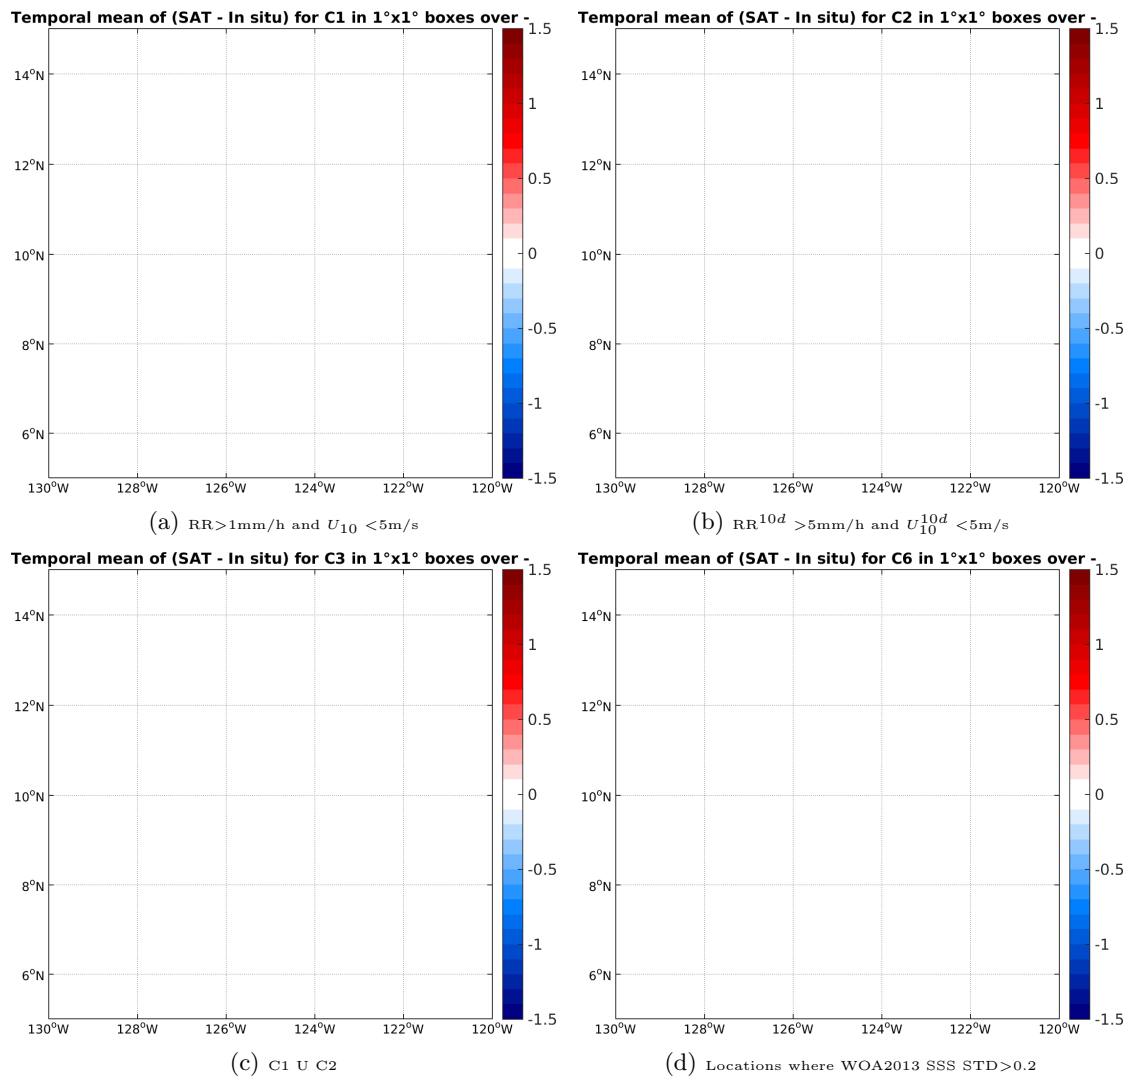 Temporal mean of (SAT - In situ) for C1 in 1°x1° boxes over -
1.5
1
0.5
0
-0.5
-1
-1.5
14°N
12°N
10°N
8°N
6°N
130°W 128°W 126°W 124°W 122°W 120°W
(a) RR>1mm/h and U10 <5m/s
Temporal mean of (SAT - In situ) for C2 in 1°x1° boxes over -
1.5
1
0.5
0
-0.5
-1
-1.5
14°N
12°N
10°N
8°N
6°N
130°W 128°W 126°W 124°W 122°W 120°W
(b) RR10d >5mm/h and U10d10 <5m/s
Temporal mean of (SAT - In situ) for C3 in 1°x1° boxes over -
1.5
1
0.5
0
-0.5
-1
-1.5
14°N
12°N
10°N
8°N
6°N
130°W 128°W 126°W 124°W 122°W 120°W
(c) C1 U C2
Temporal mean of (SAT - In situ) for C6 in 1°x1° boxes over -
1.5
1
0.5
0
-0.5
-1
-1.5
14°N
12°N
10°N
8°N
6°N
130°W 128°W 126°W 124°W 122°W 120°W
(d) Locations where WOA2013 SSS STD>0.2